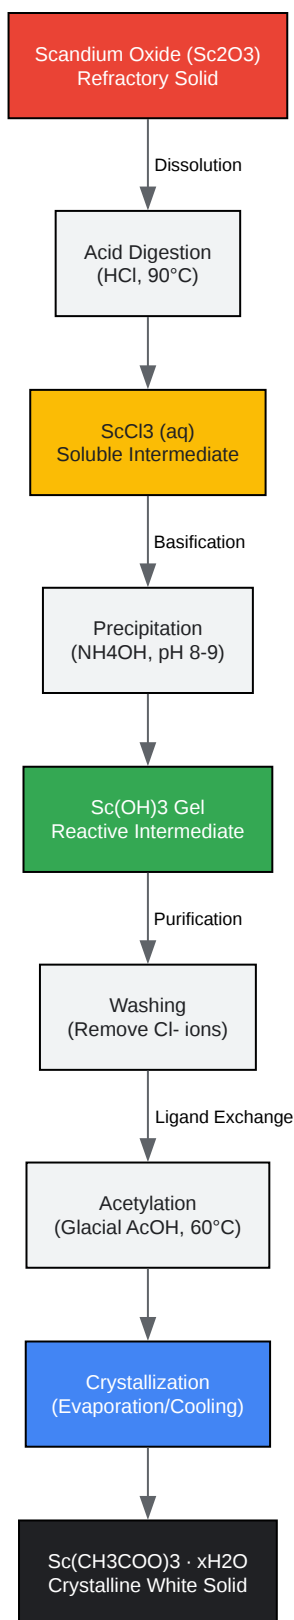 Scandium Oxide (Sc2O3)
Refractory Solid
Dissolution
Acid Digestion
(HCl, 90°C)
ScCl3 (aq)
Soluble Intermediate
Basification
Precipitation
(NH4OH, pH 8-9)
Sc(OH)3 Gel
Reactive Intermediate
Purification
Washing
(Remove Cl- ions)
Ligand Exchange
Acetylation
(Glacial AcOH, 60°C)
Crystallization
(Evaporation/Cooling)
Sc(CH3COO)3 · xH2O
Crystalline White Solid